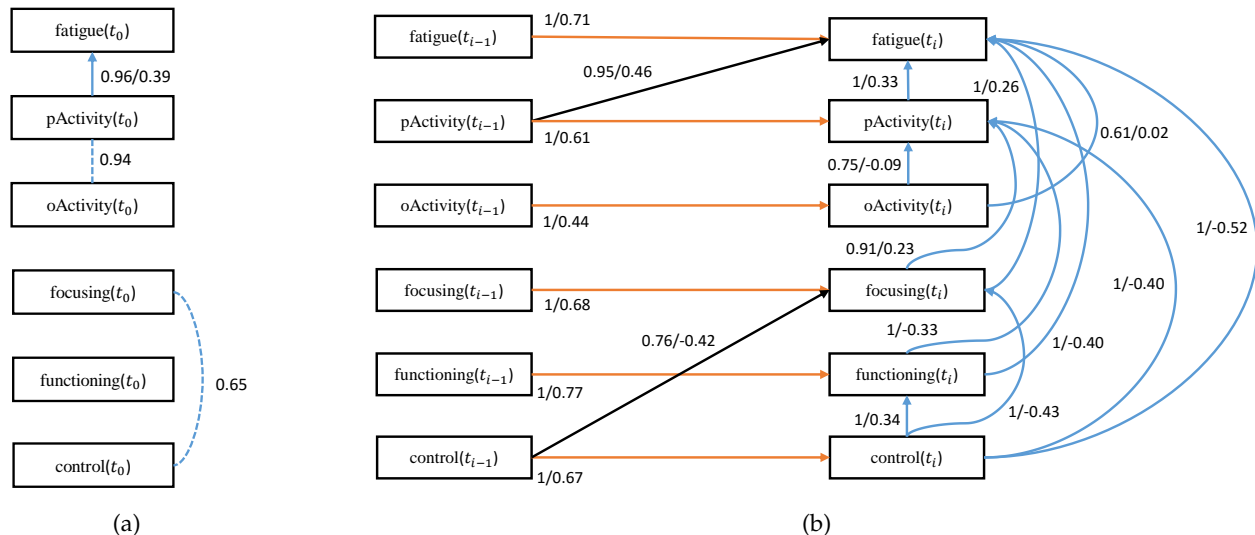 fatigue(t₀)
0.96/0.39
pActivity(t₀)
0.94
oActivity(t₀)
focusing(t₀)
functioning(t₀)
0.65
control(t₀)
(a)
1/0.71
fatigue(tᵢ₋₁)
fatigue(tᵢ)
0.95/0.46
1/0.33
1/0.26
pActivity(tᵢ₋₁)
pActivity(tᵢ)
1/0.61
0.61/0.02
0.75/-0.09
oActivity(tᵢ₋₁)
oActivity(tᵢ)
1/0.44
1/-0.52
0.91/0.23
focusing(tᵢ₋₁)
focusing(tᵢ)
1/-0.40
1/0.68
0.76/-0.42
1/-0.33
1/-0.40
functioning(tᵢ₋₁)
functioning(tᵢ)
1/0.77
1/0.34
1/-0.43
control(tᵢ₋₁)
control(tᵢ)
1/0.67
(b)